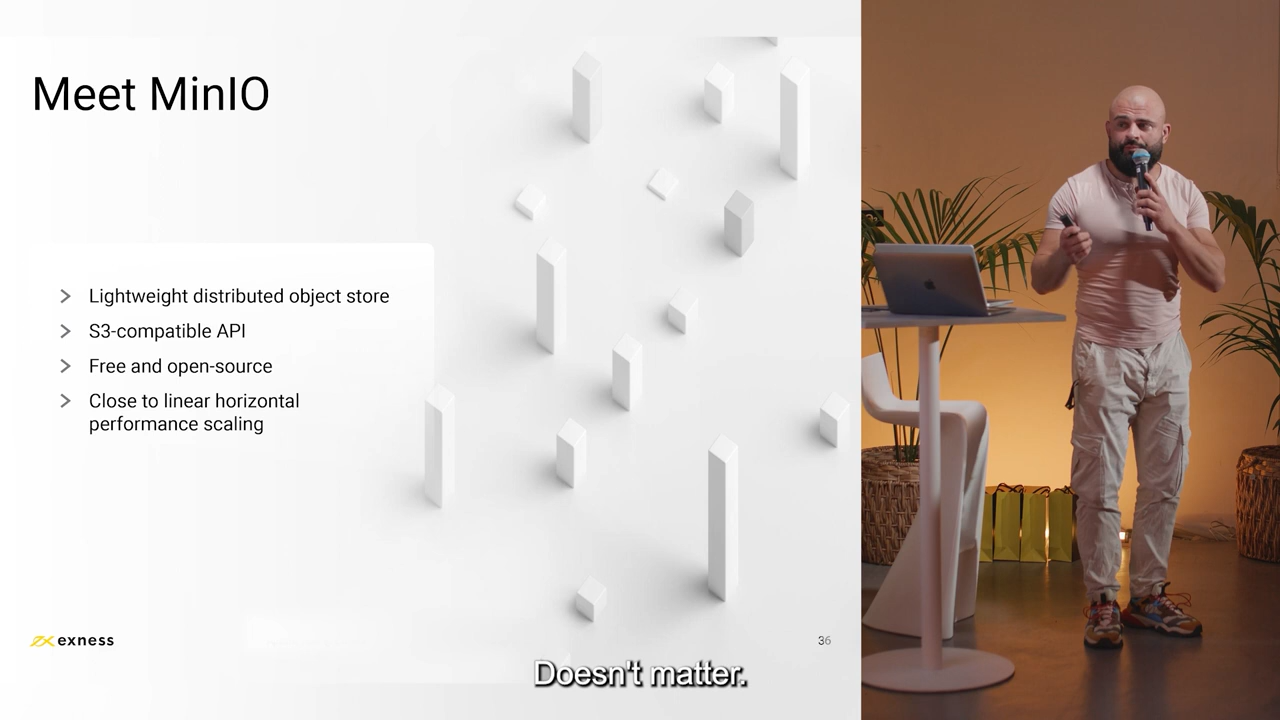 Meet MinIO
Lightweight distributed object store
S3-compatible API
Free and open-source
Close to linear horizontal
performance scaling
exness
36
Doesn't matter.